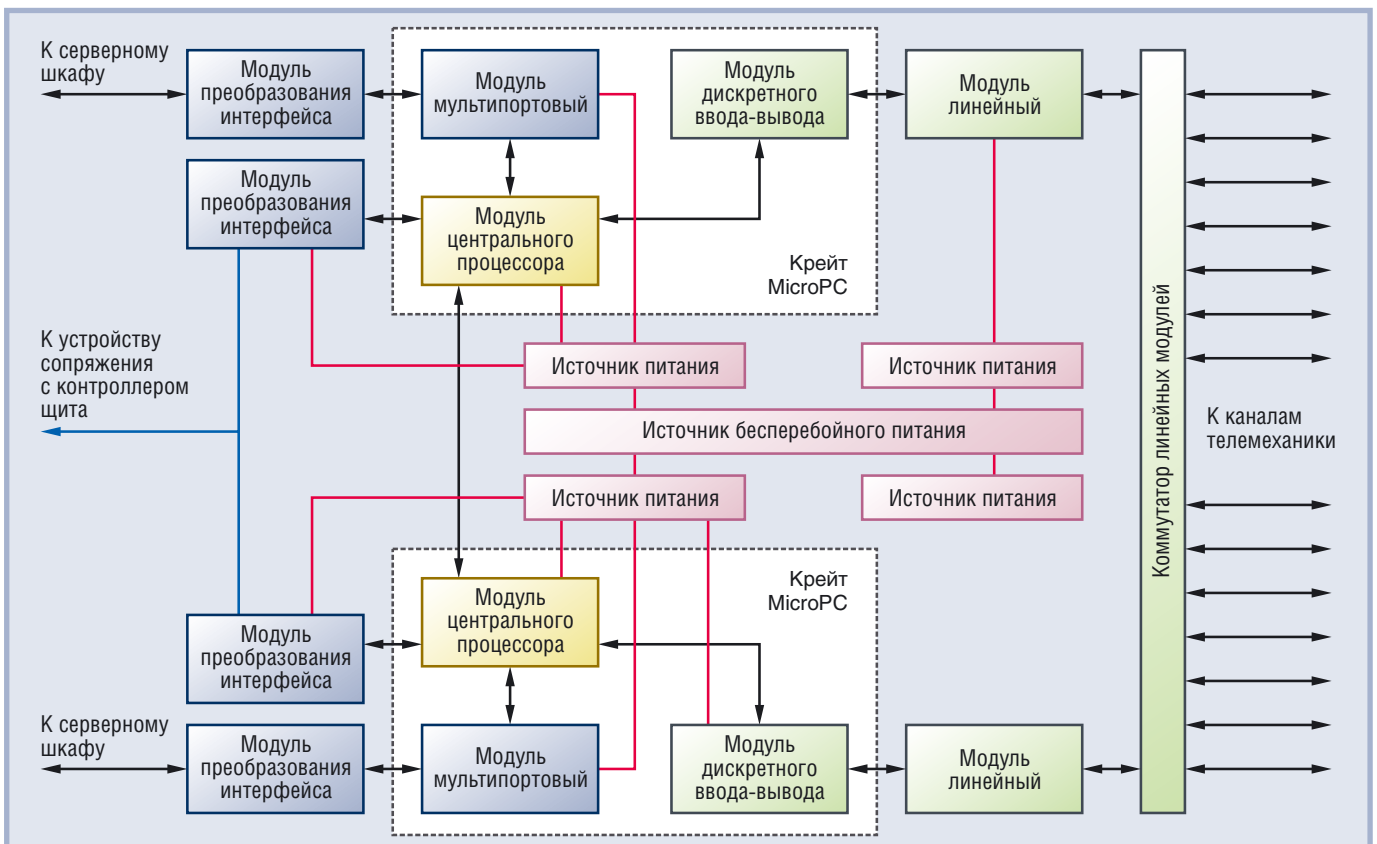 К серверному
шкафу
Модуль
преобразования
интерфейса
Модуль
мультипортовый
Модуль
дискретного
ввода-вывода
Модуль
линейный
Модуль
преобразования
интерфейса
Модуль
центрального
процессора
Крейт
MicroPC
К устройству
сопряжения
с контроллером
щита
Источник питания
Источник питания
Источник бесперебойного питания
Источник питания
Источник питания
Коммутатор линейных модулей
К каналам
телемеханики
Крейт
MicroPC
Модуль
центрального
процессора
Модуль
преобразования
интерфейса
К серверному
шкафу
Модуль
преобразования
интерфейса
Модуль
мультипортовый
Модуль
дискретного
ввода-вывода
Модуль
линейный